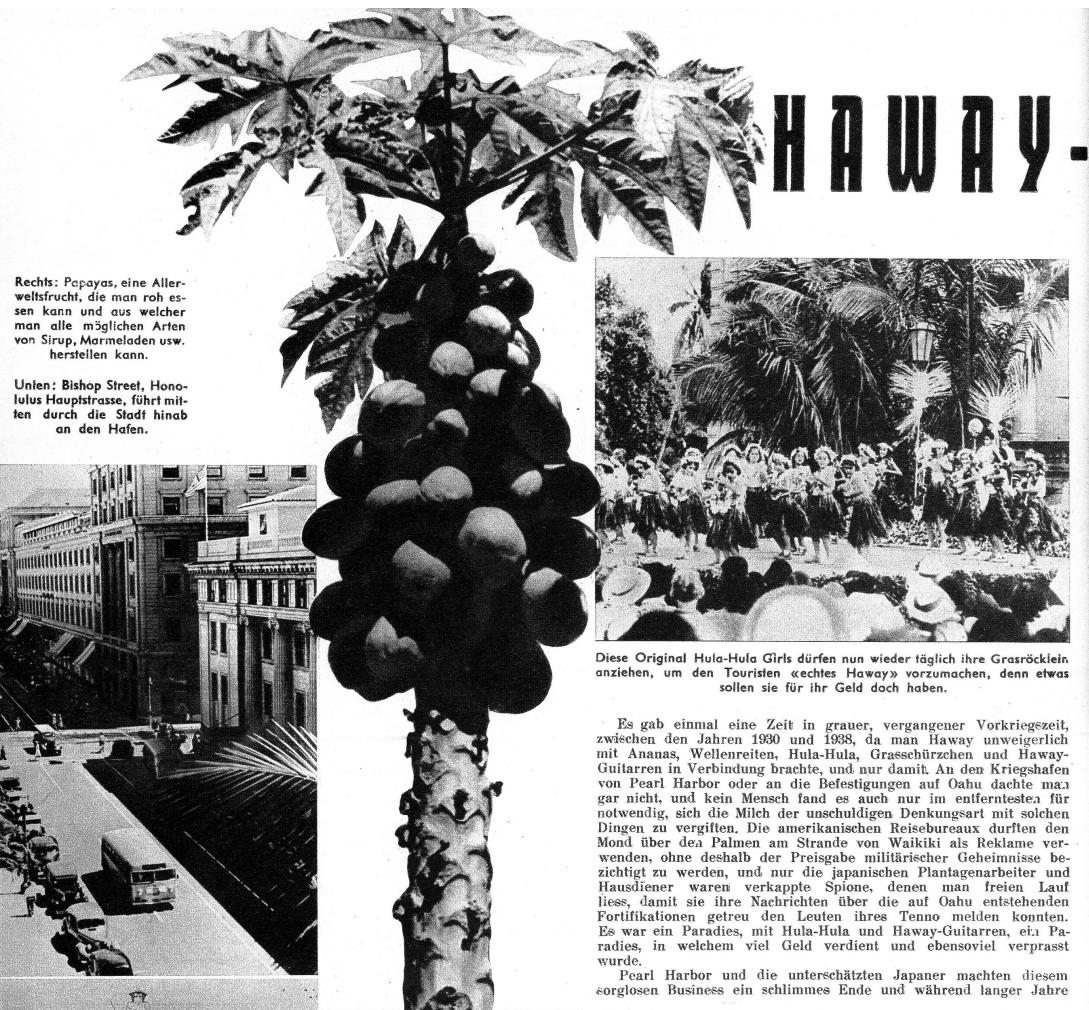 HAWAY-
Rechts: Papayas, eine Aller-
weltsfrucht, die man roh es-
sen kann und aus welcher
man alle möglichen Arten
von Sirup, Marmeladen usw.
herstellen kann.
Unten: Bishop Street, Hono-
lulus Hauptstrasse, führt mit-
ten durch die Stadt hinab
an den Hafen.
Diese Original Hula-Hula Girls dürfen nun wieder täglich ihre Grasröcklein
anziehen, um den Touristen «echtes Haway» vorzumachen, denn etwas
sollen sie für ihr Geld doch haben.
Es gab einmal eine Zeit in grauer, vergangener Vorkriegszeit,
zwischen den Jahren 1930 und 1938, da man Haway unweigerlich
mit Ananas, Wellenreiten, Hula-Hula, Grasschürzchen und Haway-
Guitarren in Verbindung brachte, und nur damit. An den Kriegshafen
von Pearl Harbor oder an die Befestigungen auf Oahu dachte man
gar nicht, und kein Mensch fand es auch nur im entferntesten für
notwendig, sich die Milch der unschuldigen Denkungsart mit solchen
Dingen zu vergiften. Die amerikanischen Reisebureaux durften den
Mond über den Palmen am Strande von Waikiki als Reklame ver-
wenden, ohne deshalb der Preisgabe militärischer Geheimnisse be-
zichtigt zu werden, und nur die japanischen Plantagenarbeiter und
Hausdiener waren verkappte Spione, denen man freien Lauf
liess, damit sie ihre Nachrichten über die auf Oahu entstehenden
Fortifikationen getreu den Leuten ihres Tenno melden konnten.
Es war ein Paradies, mit Hula-Hula und Haway-Guitarren, ein Pa-
radies, in welchem viel Geld verdient und ebensoviel verprasst
wurde.
Pearl Harbor und die unterschätzten Japaner machten diesem
sorglosen Business ein schlimmes Ende und während langer Jahre